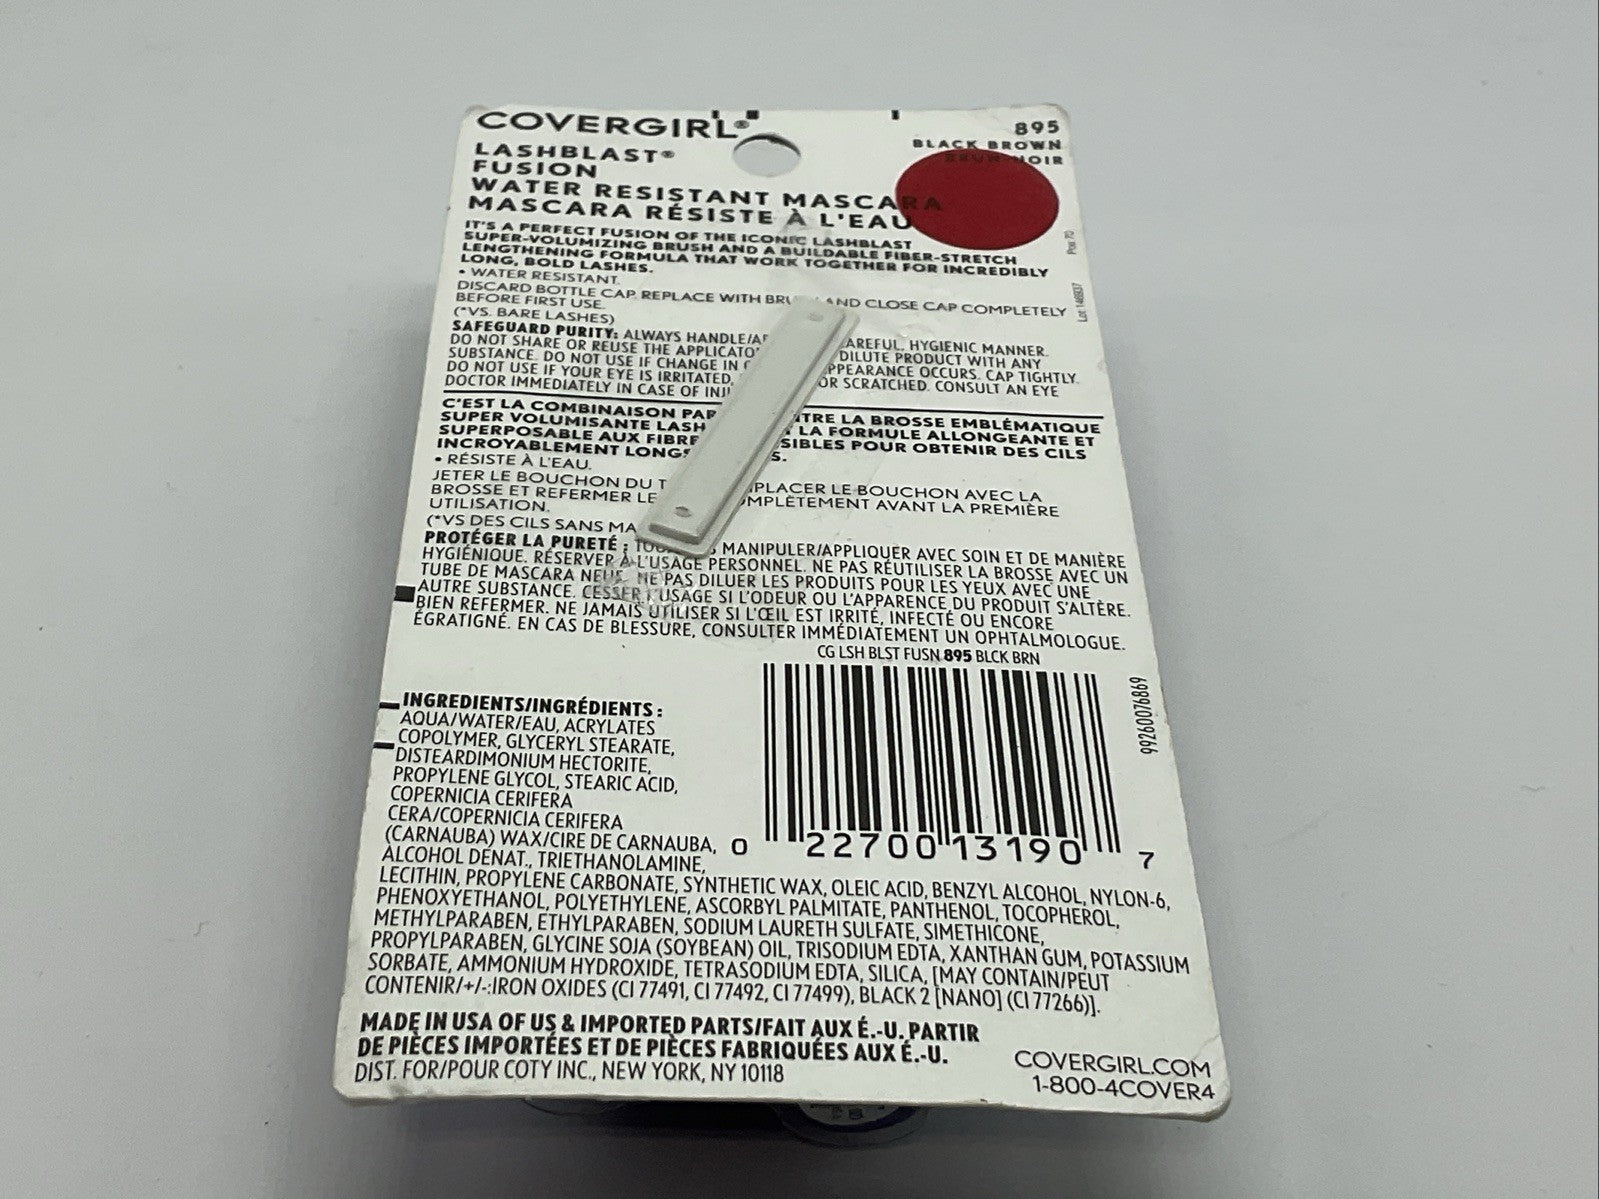 COVERGIRL®
895
BLACK BROWN
BRUN NOIR
LASHBLAST®
FUSION
WATER RESISTANT MASCARA
MASCARA RÉSISTE À L'EAU
IT'S A PERFECT FUSION OF THE ICONIC LASHBLAST
SUPER-VOLUMIZING BRUSH AND A BUILDABLE FIBER-STRETCH
LENGTHENING FORMULA THAT WORK TOGETHER FOR INCREDIBLY
LONG, BOLD LASHES.
• WATER RESISTANT.
DISCARD BOTTLE CAP. REPLACE WITH AND CLOSE CAP COMPLETELY
BEFORE FIRST USE.
(*VS. BARE LASHES)
SAFEGUARD PURITY: ALWAYS HYGIENIC MANNER.
DO NOT SHARE OR REUSE THE DILUTE PRODUCT WITH ANY
SUBSTANCE. DO NOT USE IF CHANGE IN OCCURS. CAP TIGHTLY.
DO NOT USE IF YOUR EYE IS IRRITATED, OR SCRATCHED. CONSULT AN EYE
DOCTOR IMMEDIATELY IN CASE OF
C'EST LA COMBINAISON LA BROSSE EMBLÉMATIQUE
SUPER VOLUMISANTE LA FORMULE ALLONGEANTE ET
SUPERPOSABLE AUX POUR OBTENIR DES CILS
INCROYABLEMENT
• RÉSISTE À L'EAU.
JETER LE BOUCHON DU LE BOUCHON AVEC LA
BROSSE ET REFERMER LE AVANT LA PREMIÈRE
UTILISATION.
(*VS DES CILS SANS
PROTÉGER LA PURETÉ : MANIPULER/APPLIQUER AVEC SOIN ET DE MANIÈRE
HYGIÉNIQUE. RÉSERVER À L'USAGE PERSONNEL. NE PAS RÉUTILISER LA BROSSE AVEC UN
TUBE DE MASCARA NEUF. NE PAS DILUER LES PRODUITS POUR LES YEUX AVEC UNE
AUTRE SUBSTANCE. CESSER L'USAGE SI L'ODEUR OU L'APPARENCE DU PRODUIT S'ALTÈRE.
BIEN REFERMER. NE JAMAIS UTILISER SI L'ŒIL EST IRRITÉ, INFECTÉ OU ENCORE
ÉGRATIGNÉ. EN CAS DE BLESSURE, CONSULTER IMMÉDIATEMENT UN OPHTALMOLOGUE.
CG LSH BLST FUSN 895 BLCK BRN
99260076869
0 22700 13190 7
INGREDIENTS/INGRÉDIENTS :
AQUA/WATER/EAU, ACRYLATES
COPOLYMER, GLYCERYL STEARATE,
DISTEARDIMONIUM HECTORITE,
PROPYLENE GLYCOL, STEARIC ACID,
COPERNICIA CERIFERA
CERA/COPERNICIA CERIFERA
(CARNAUBA) WAX/CIRE DE CARNAUBA,
ALCOHOL DENAT., TRIETHANOLAMINE,
LECITHIN, PROPYLENE CARBONATE, SYNTHETIC WAX, OLEIC ACID, BENZYL ALCOHOL, NYLON-6,
PHENOXYETHANOL, POLYETHYLENE, ASCORBYL PALMITATE, PANTHENOL, TOCOPHEROL,
METHYLPARABEN, ETHYLPARABEN, SODIUM LAURETH SULFATE, SIMETHICONE,
PROPYLPARABEN, GLYCINE SOJA (SOYBEAN) OIL, TRISODIUM EDTA, XANTHAN GUM, POTASSIUM
SORBATE, AMMONIUM HYDROXIDE, TETRASODIUM EDTA, SILICA, [MAY CONTAIN/PEUT
CONTENIR/+/-:IRON OXIDES (CI 77491, CI 77492, CI 77499), BLACK 2 [NANO] (CI 77266)].
MADE IN USA OF US & IMPORTED PARTS/FAIT AUX É.-U. PARTIR
DE PIÈCES IMPORTÉES ET DE PIÈCES FABRIQUÉES AUX É.-U.
DIST. FOR/POUR COTY INC., NEW YORK, NY 10118
COVERGIRL.COM
1-800-4COVER4